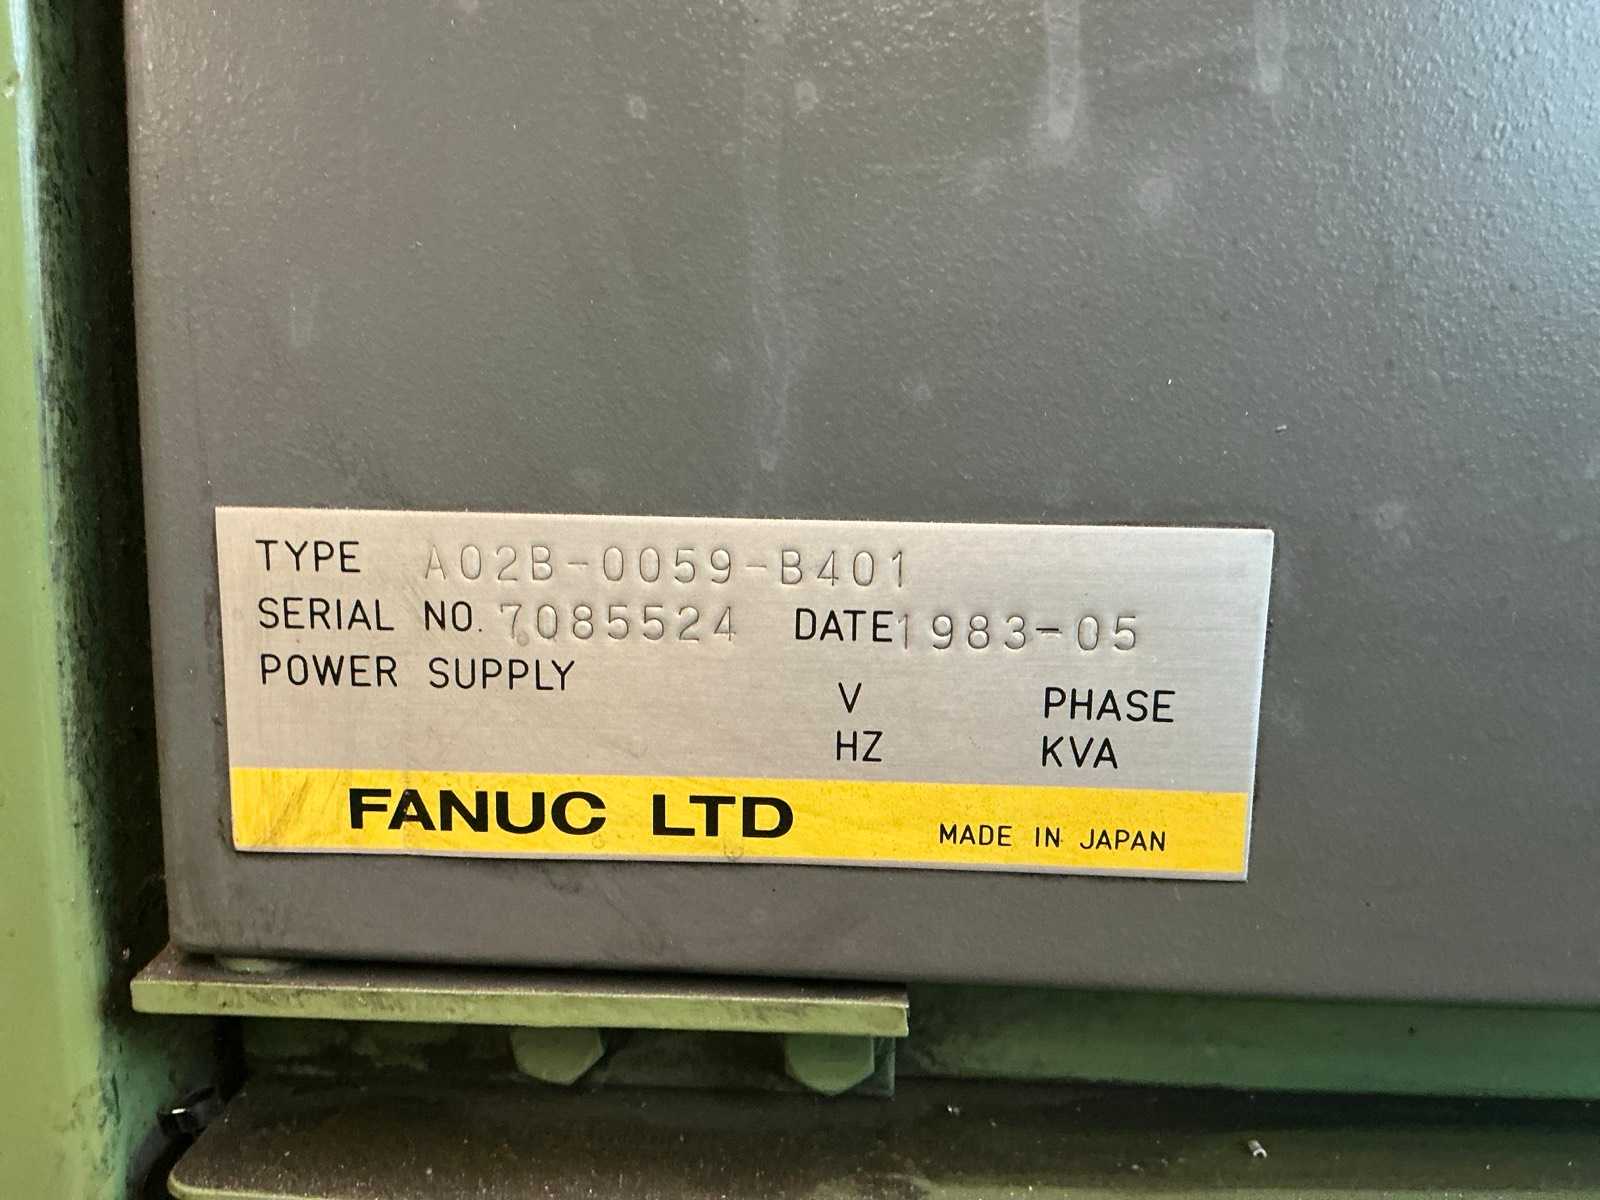 TYPE A02B-0059-B401
SERIAL NO. 7085524 DATE 1983-05
POWER SUPPLY
V PHASE
HZ KVA
FANUC LTD MADE IN JAPAN